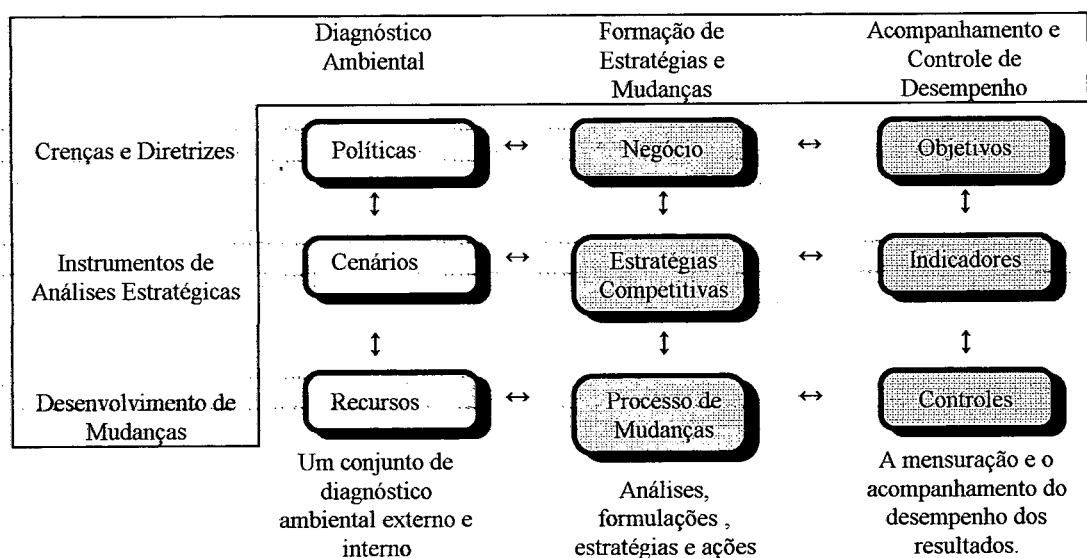 Diagnóstico
Ambiental
Formação de
Estratégias e
Mudanças
Acompanhamento e
Controle de
Desempenho
Crenças e Diretrizes
Políticas
↔
Negócio
↔
Objetivos
↕
↕
↕
Instrumentos de
Análises Estratégicas
Cenários
↔
Estratégias
Competitivas
↔
Indicadores
↕
↕
↕
Desenvolvimento de
Mudanças
Recursos
↔
Processo de
Mudanças
↔
Controles
Um conjunto de
diagnóstico
ambiental externo e
interno
Análises,
formulações ,
estratégias e ações
A mensuração e o
acompanhamento do
desempenho dos
resultados.